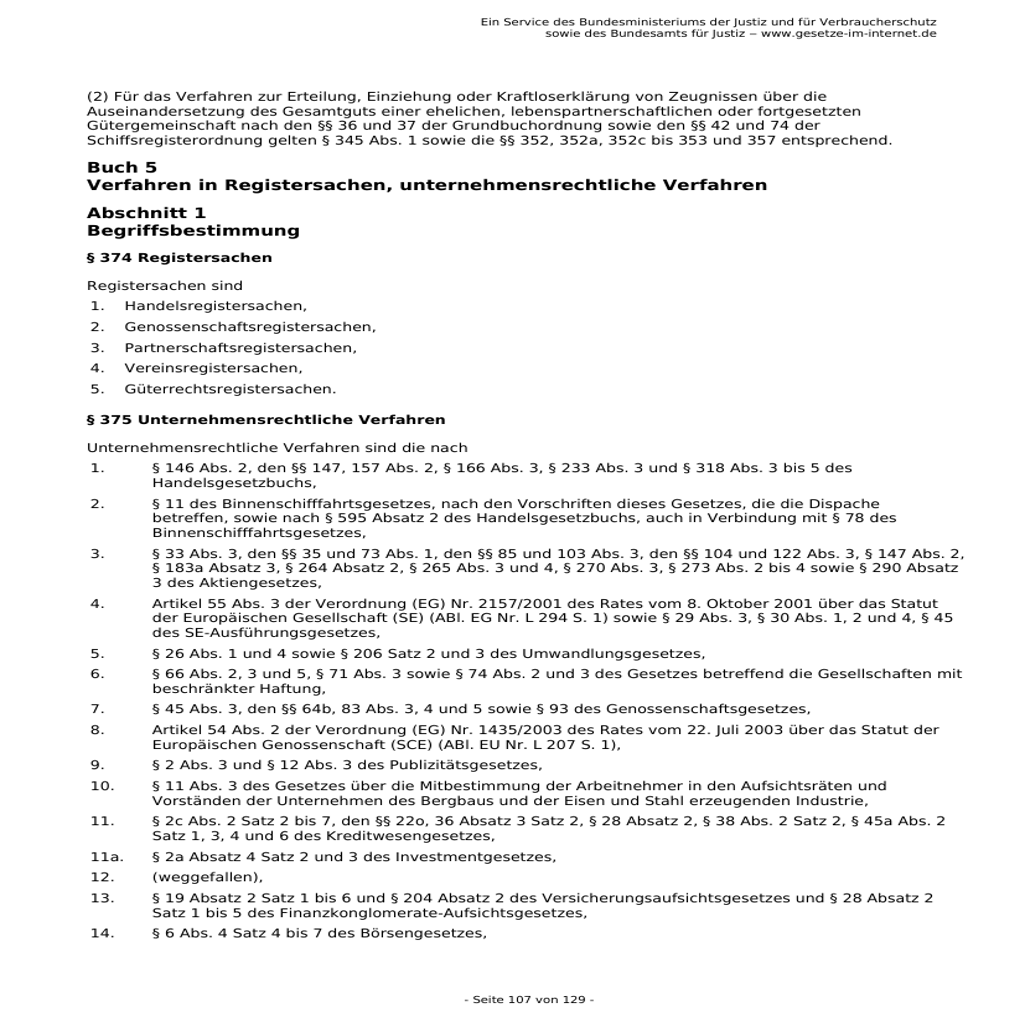 Ein Service des Bundesministeriums der Justiz und für Verbraucherschutz
sowie des Bundesamts für Justiz – www.gesetze-im-internet.de
(2) Für das Verfahren zur Erteilung, Einziehung oder Kraftloserklärung von Zeugnissen über die
Auseinandersetzung des Gesamtguts einer ehelichen, lebenspartnerschaftlichen oder fortgesetzten
Gütergemeinschaft nach den §§ 36 und 37 der Grundbuchordnung sowie den §§ 42 und 74 der
Schiffsregisterordnung gelten § 345 Abs. 1 sowie die §§ 352, 352a, 352c bis 353 und 357 entsprechend.
Buch 5
Verfahren in Registersachen, unternehmensrechtliche Verfahren
Abschnitt 1
Begriffsbestimmung
§ 374 Registersachen
Registersachen sind
1. Handelsregistersachen,
2. Genossenschaftsregistersachen,
3. Partnerschaftsregistersachen,
4. Vereinsregistersachen,
5. Güterrechtsregistersachen.
§ 375 Unternehmensrechtliche Verfahren
Unternehmensrechtliche Verfahren sind die nach
1. § 146 Abs. 2, den §§ 147, 157 Abs. 2, § 166 Abs. 3, § 233 Abs. 3 und § 318 Abs. 3 bis 5 des
Handelsgesetzbuchs,
2. § 11 des Binnenschifffahrtsgesetzes, nach den Vorschriften dieses Gesetzes, die die Dispache
betreffen, sowie nach § 595 Absatz 2 des Handelsgesetzbuchs, auch in Verbindung mit § 78 des
Binnenschifffahrtsgesetzes,
3. § 33 Abs. 3, den §§ 35 und 73 Abs. 1, den §§ 85 und 103 Abs. 3, den §§ 104 und 122 Abs. 3, § 147 Abs. 2,
§ 183a Absatz 3, § 264 Absatz 2, § 265 Abs. 3 und 4, § 270 Abs. 3, § 273 Abs. 2 bis 4 sowie § 290 Absatz
3 des Aktiengesetzes,
4. Artikel 55 Abs. 3 der Verordnung (EG) Nr. 2157/2001 des Rates vom 8. Oktober 2001 über das Statut
der Europäischen Gesellschaft (SE) (ABl. EG Nr. L 294 S. 1) sowie § 29 Abs. 3, § 30 Abs. 1, 2 und 4, § 45
des SE-Ausführungsgesetzes,
5. § 26 Abs. 1 und 4 sowie § 206 Satz 2 und 3 des Umwandlungsgesetzes,
6. § 66 Abs. 2, 3 und 5, § 71 Abs. 3 sowie § 74 Abs. 2 und 3 des Gesetzes betreffend die Gesellschaften mit
beschränkter Haftung,
7. § 45 Abs. 3, den §§ 64b, 83 Abs. 3, 4 und 5 sowie § 93 des Genossenschaftsgesetzes,
8. Artikel 54 Abs. 2 der Verordnung (EG) Nr. 1435/2003 des Rates vom 22. Juli 2003 über das Statut der
Europäischen Genossenschaft (SCE) (ABl. EU Nr. L 207 S. 1),
9. § 2 Abs. 3 und § 12 Abs. 3 des Publizitätsgesetzes,
10. § 11 Abs. 3 des Gesetzes über die Mitbestimmung der Arbeitnehmer in den Aufsichtsräten und
Vorständen der Unternehmen des Bergbaus und der Eisen und Stahl erzeugenden Industrie,
11. § 2c Abs. 2 Satz 2 bis 7, den §§ 22o, 36 Absatz 3 Satz 2, § 28 Absatz 2, § 38 Abs. 2 Satz 2, § 45a Abs. 2
Satz 1, 3, 4 und 6 des Kreditwesengesetzes,
11a. § 2a Absatz 4 Satz 2 und 3 des Investmentgesetzes,
12. (weggefallen),
13. § 19 Absatz 2 Satz 1 bis 6 und § 204 Absatz 2 des Versicherungsaufsichtsgesetzes und § 28 Absatz 2
Satz 1 bis 5 des Finanzkonglomerate-Aufsichtsgesetzes,
14. § 6 Abs. 4 Satz 4 bis 7 des Börsengesetzes,
- Seite 107 von 129 -